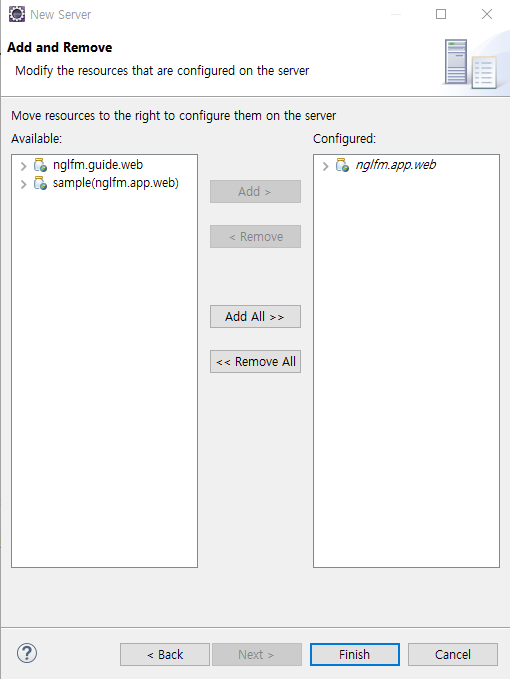 New Server
Add and Remove
Modify the resources that are configured on the server
Move resources to the right to configure them on the server
Available:
Configured:
nglfm.guide.web
sample(nglfm.app.web)
nglfm.app.web
Add >
< Remove
Add All >>
<< Remove All
?
< Back
Next >
Finish
Cancel